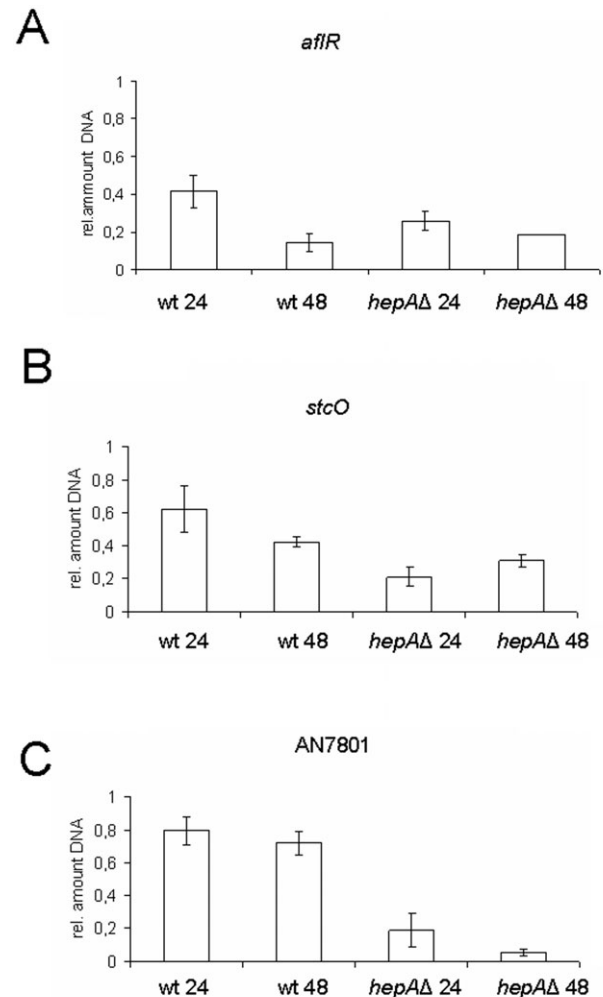 A
aflR
rel.ammount DNA
1
0,8
0,6
0,4
0,2
0
wt 24 wt 48 hepAΔ 24 hepAΔ 48
B
stcO
rel. amount DNA
1
0,8
0,6
0,4
0,2
0
wt 24 wt 48 hepAΔ 24 hepAΔ 48
C
AN7801
rel. amount DNA
1
0,8
0,6
0,4
0,2
0
wt 24 wt 48 hepAΔ 24 hepAΔ 48